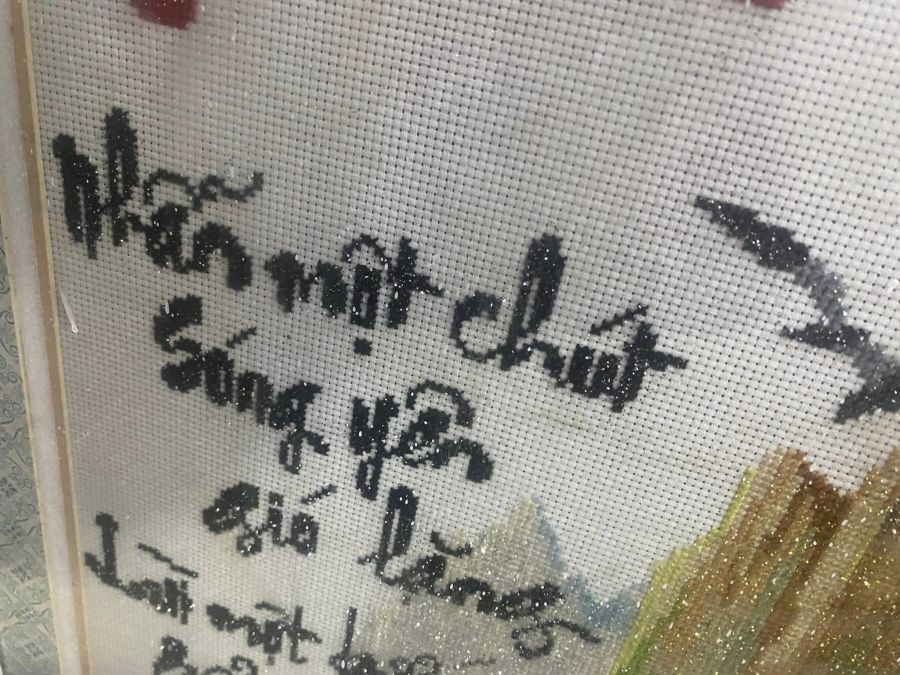 Nhẫn một chút
Sóng yên
gió lặng
Lùi một